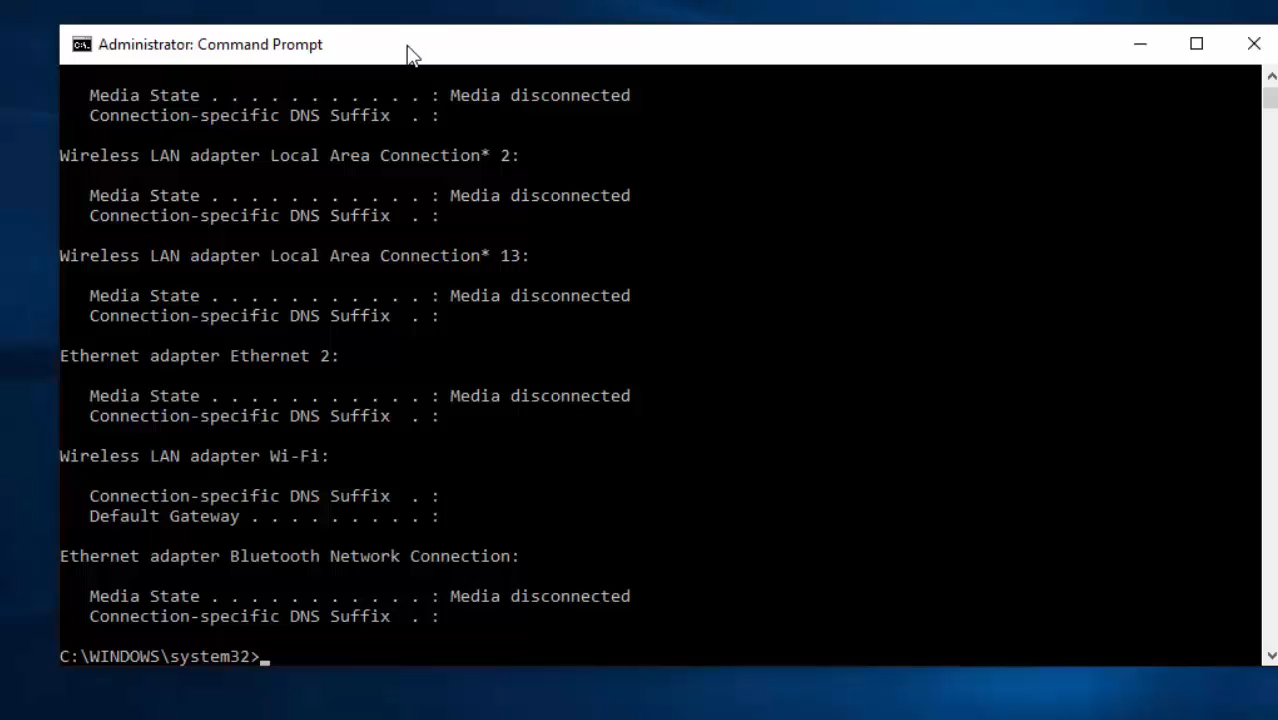 Administrator: Command Prompt
Media State . . . . . . . . . . . : Media disconnected
Connection-specific DNS Suffix  . :
Wireless LAN adapter Local Area Connection* 2:
Media State . . . . . . . . . . . : Media disconnected
Connection-specific DNS Suffix  . :
Wireless LAN adapter Local Area Connection* 13:
Media State . . . . . . . . . . . : Media disconnected
Connection-specific DNS Suffix  . :
Ethernet adapter Ethernet 2:
Media State . . . . . . . . . . . : Media disconnected
Connection-specific DNS Suffix  . :
Wireless LAN adapter Wi-Fi:
Connection-specific DNS Suffix  . :
Default Gateway . . . . . . . . . :
Ethernet adapter Bluetooth Network Connection:
Media State . . . . . . . . . . . : Media disconnected
Connection-specific DNS Suffix  . :
C:\WINDOWS\system32>